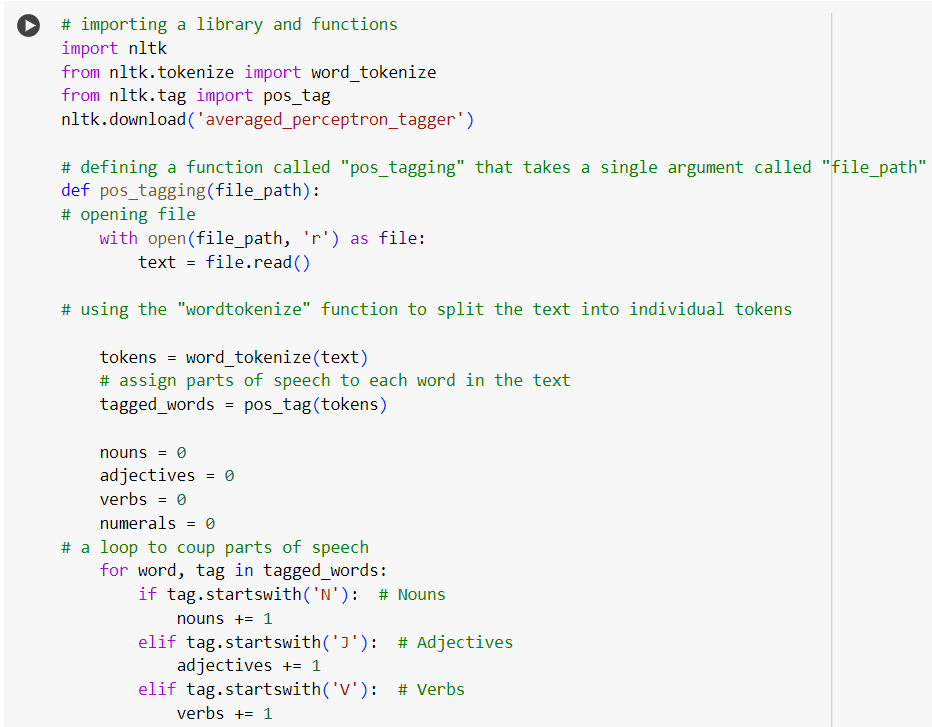 # importing a library and functions
import nltk
from nltk.tokenize import word_tokenize
from nltk.tag import pos_tag
nltk.download('averaged_perceptron_tagger')

# defining a function called "pos_tagging" that takes a single argument called "file_path"
def pos_tagging(file_path):
# opening file
    with open(file_path, 'r') as file:
        text = file.read()

# using the "wordtokenize" function to split the text into individual tokens

    tokens = word_tokenize(text)
    # assign parts of speech to each word in the text
    tagged_words = pos_tag(tokens)

    nouns = 0
    adjectives = 0
    verbs = 0
    numerals = 0
# a loop to coup parts of speech
    for word, tag in tagged_words:
        if tag.startswith('N'):  # Nouns
            nouns += 1
        elif tag.startswith('J'):  # Adjectives
            adjectives += 1
        elif tag.startswith('V'):  # Verbs
            verbs += 1